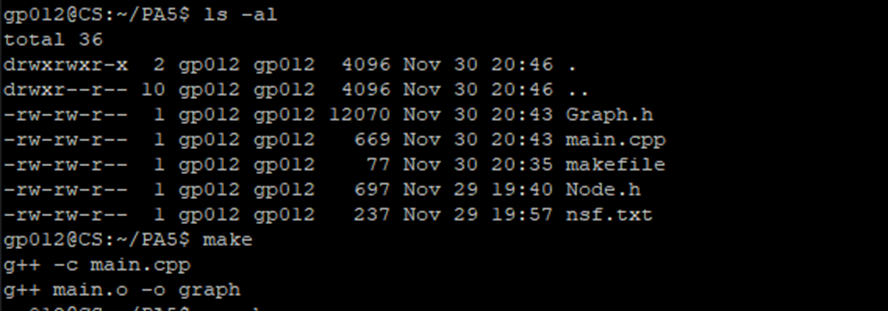 gp012@CS:~/PA5$ ls -al
total 36
drwxrwxr-x  2 gp012 gp012  4096 Nov 30 20:46 .
drwxr--r-- 10 gp012 gp012  4096 Nov 30 20:46 ..
-rw-rw-r--  1 gp012 gp012 12070 Nov 30 20:43 Graph.h
-rw-rw-r--  1 gp012 gp012   669 Nov 30 20:43 main.cpp
-rw-rw-r--  1 gp012 gp012    77 Nov 30 20:35 makefile
-rw-rw-r--  1 gp012 gp012   697 Nov 29 19:40 Node.h
-rw-rw-r--  1 gp012 gp012   237 Nov 29 19:57 nsf.txt
gp012@CS:~/PA5$ make
g++ -c main.cpp
g++ main.o -o graph